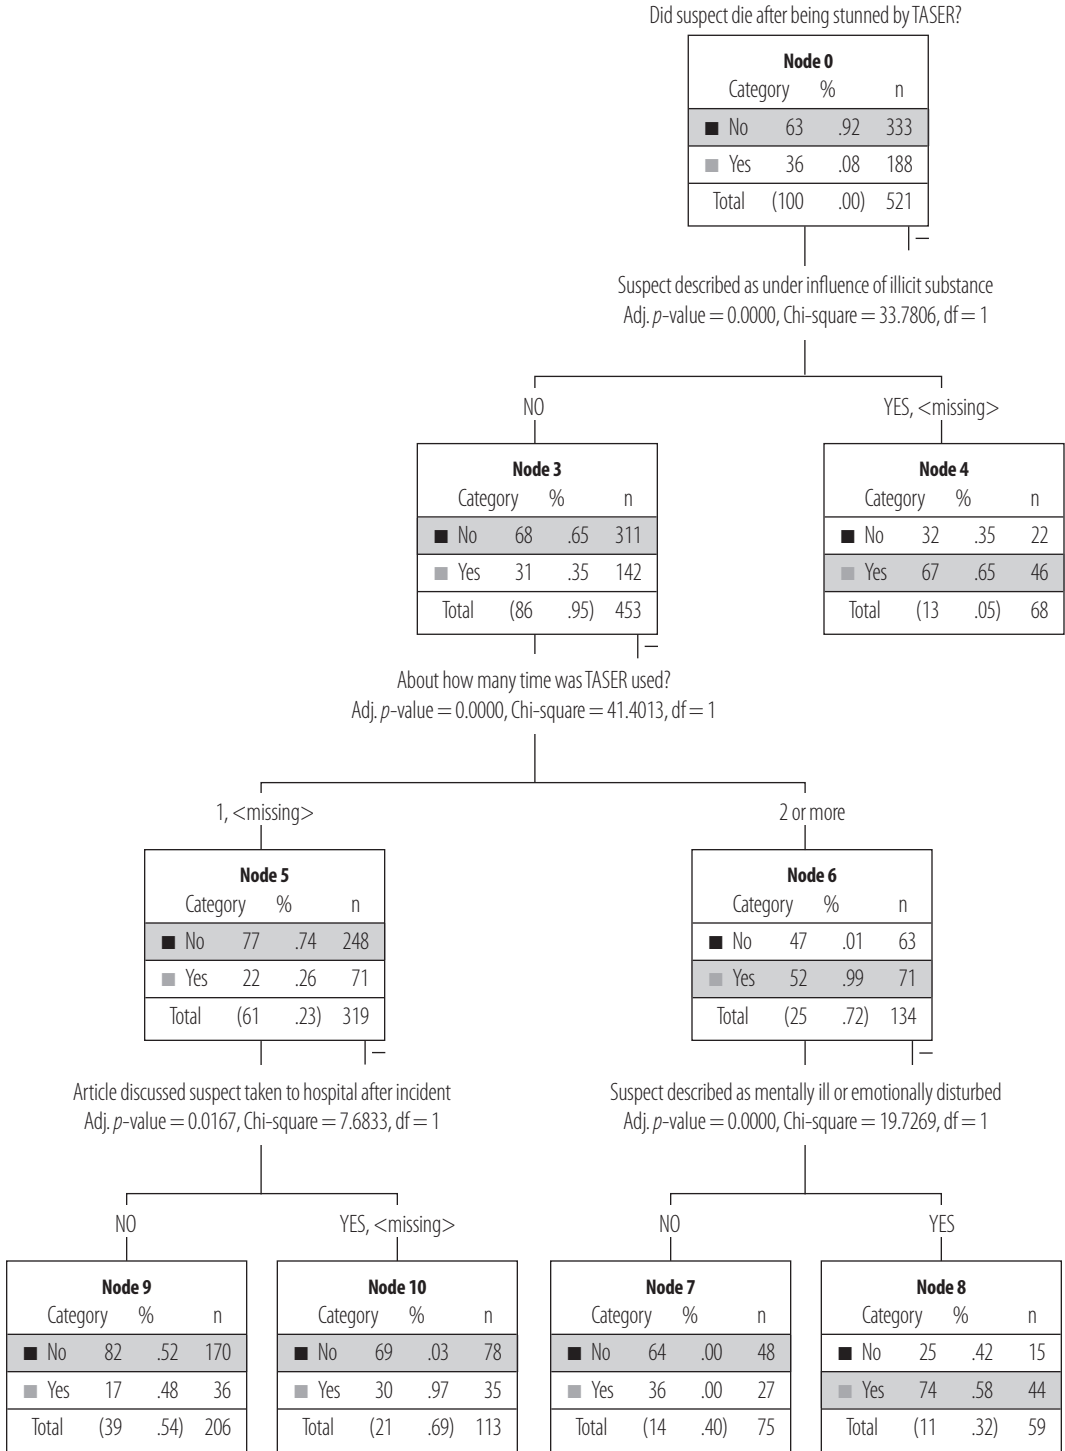 Did suspect die after being stunned by TASER?
Node 0
Category % n
No 63 .92 333
Yes 36 .08 188
Total (100 .00) 521
Suspect described as under influence of illicit substance
Adj. p-value = 0.0000, Chi-square = 33.7806, df = 1
NO YES, <missing>
Node 3 Node 4
Category % n Category % n
No 68 .65 311 No 32 .35 22
Yes 31 .35 142 Yes 67 .65 46
Total (86 .95) 453 Total (13 .05) 68
About how many time was TASER used?
Adj. p-value = 0.0000, Chi-square = 41.4013, df = 1
1, <missing> 2 or more
Node 5 Node 6
Category % n Category % n
No 77 .74 248 No 47 .01 63
Yes 22 .26 71 Yes 52 .99 71
Total (61 .23) 319 Total (25 .72) 134
Article discussed suspect taken to hospital after incident Suspect described as mentally ill or emotionally disturbed
Adj. p-value = 0.0167, Chi-square = 7.6833, df = 1 Adj. p-value = 0.0000, Chi-square = 19.7269, df = 1
NO YES, <missing> NO YES
Node 9 Node 10 Node 7 Node 8
Category % n Category % n Category % n Category % n
No 82 .52 170 No 69 .03 78 No 64 .00 48 No 25 .42 15
Yes 17 .48 36 Yes 30 .97 35 Yes 36 .00 27 Yes 74 .58 44
Total (39 .54) 206 Total (21 .69) 113 Total (14 .40) 75 Total (11 .32) 59